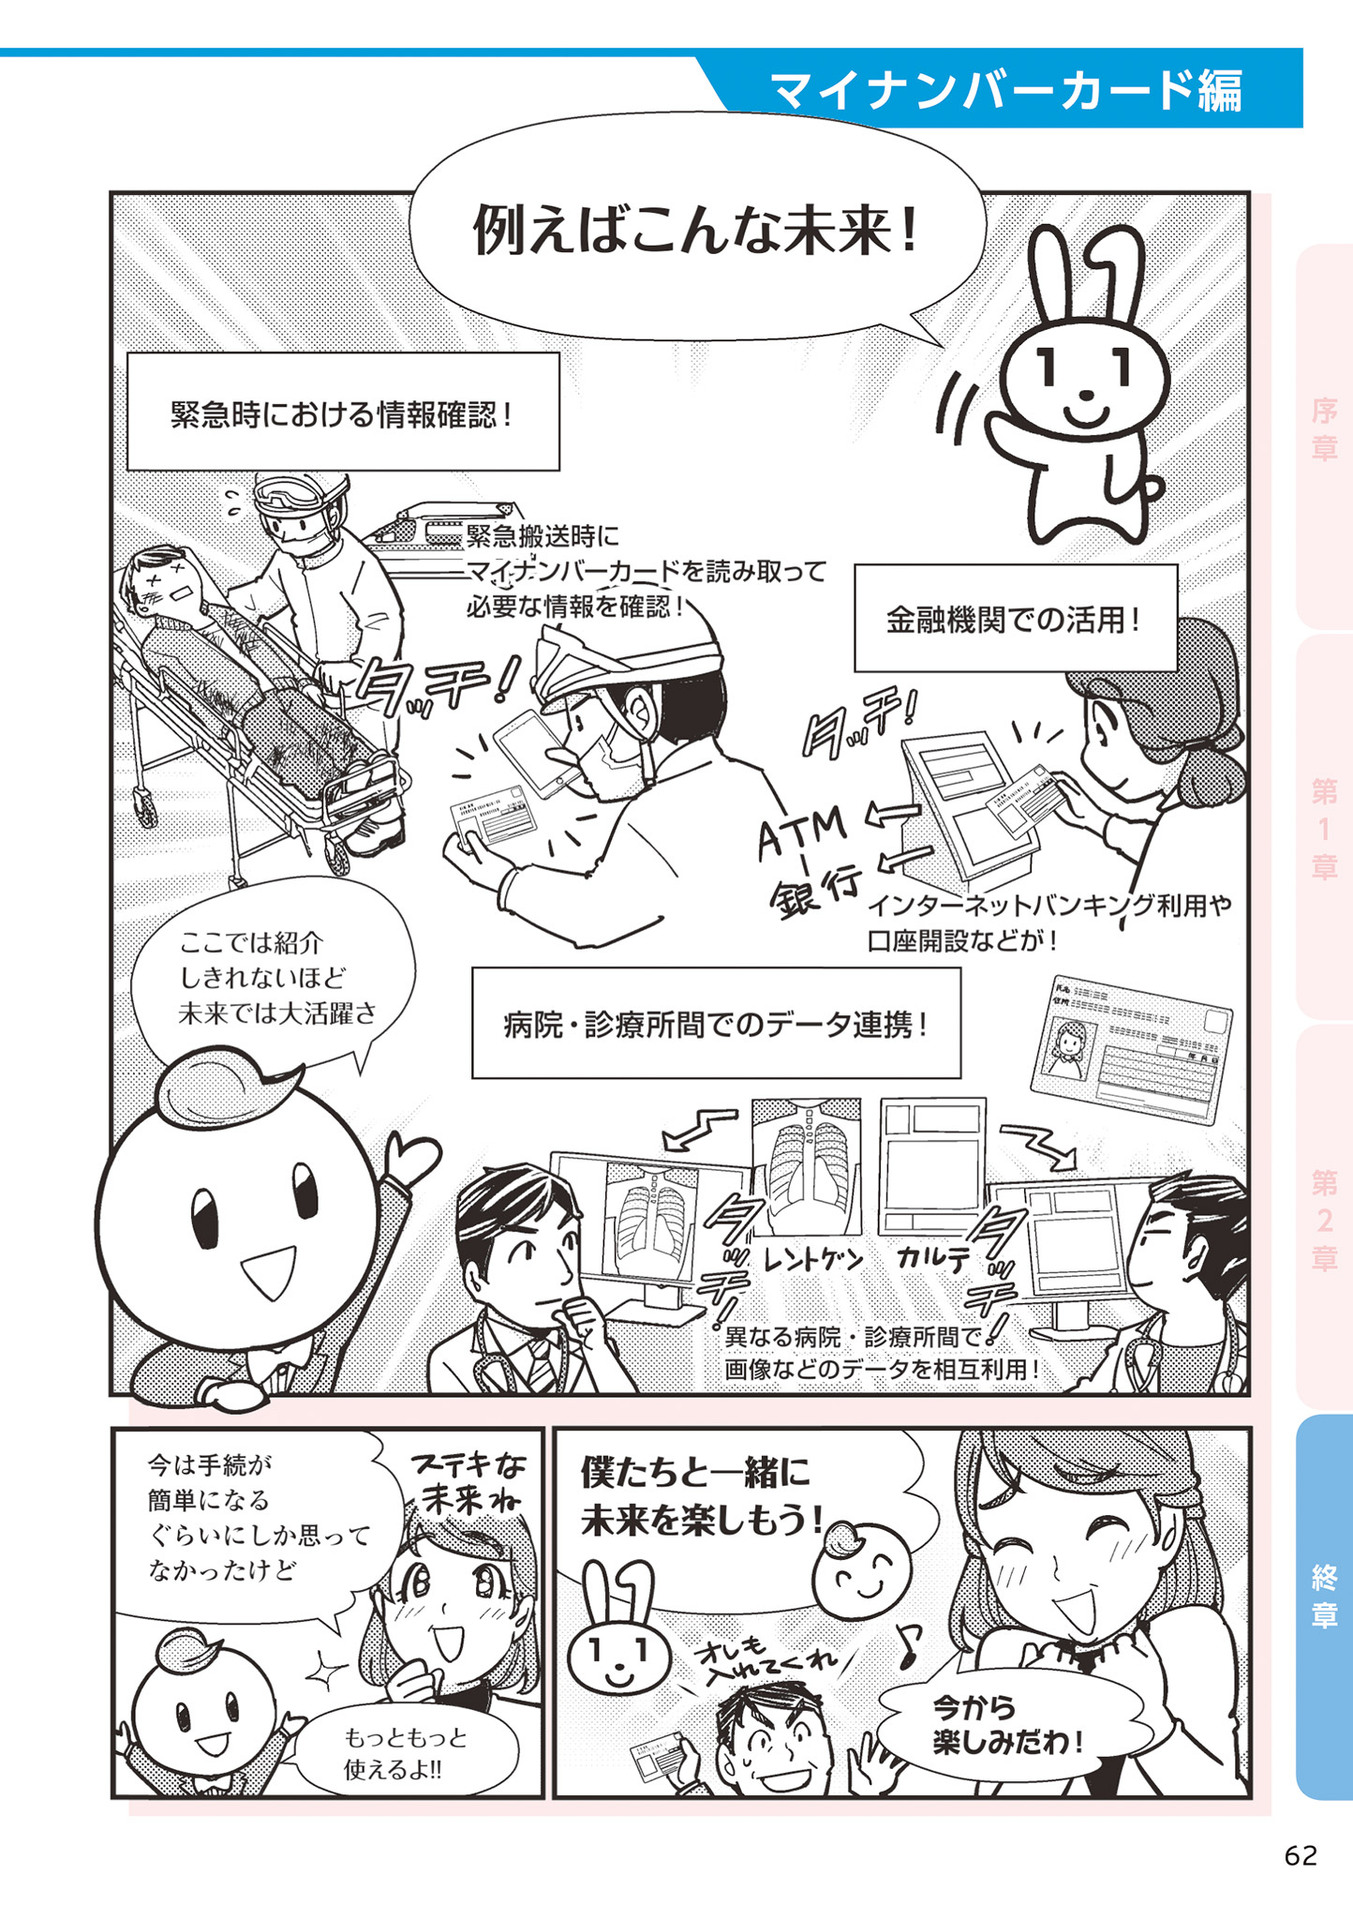 マイナンバーカード編
例えばこんな未来!
緊急時における情報確認!
緊急搬送時に
マイナンバーカードを読み取って
必要な情報を確認!
タッチ!
金融機関での活用!
タッチ!
ATM
銀行
インターネットバンキング利用や
口座開設などが!
ここでは紹介
しきれないほど
未来では大活躍さ
病院・診療所間でのデータ連携!
氏名
住所
レントゲン
カルテ
タッチ!
タッチ!
異なる病院・診療所間で
画像などのデータを相互利用!
今は手続が
簡単になる
ぐらいにしか思って
なかったけど
ステキな
未来ね
もっともっと
使えるよ!!
僕たちと一緒に
未来を楽しもう!
オレも
入れてくれ
今から
楽しみだわ!
序章
第1章
第2章
終章
62